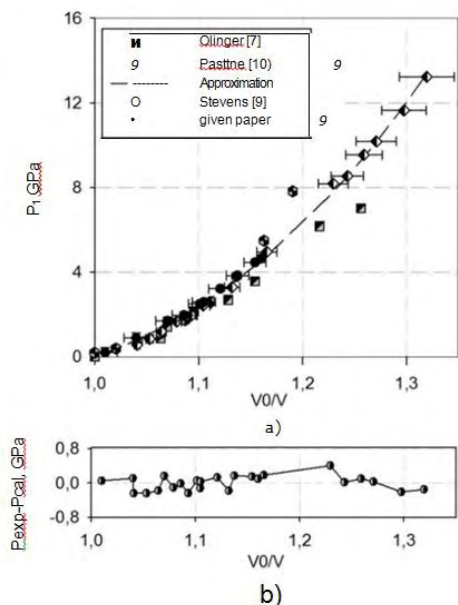 16
и Olinger [7]
9 Pasttne [10) 9
Approximation
O Stevens [9]
• given paper 9
12
P1 GPa
8
4
0
1,0 1,1 1,2 1,3
V0/V
a)
Pexp-Pcal, GPa
0,8
0,0
-0,8
1,0 1,1 1,2 1,3
V0/V
b)